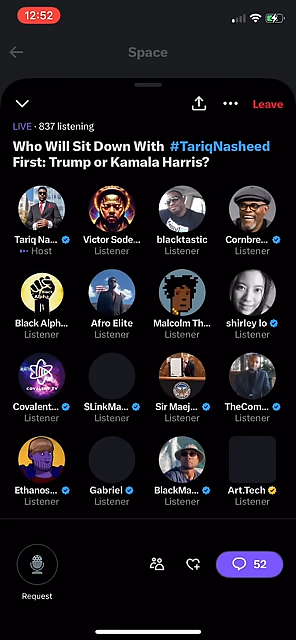 12:52
Space
Leave
LIVE · 837 listening
Who Will Sit Down With #TariqNasheed
First: Trump or Kamala Harris?
Tariq Na... Victor Sode... blacktastic Cornbre...
Host Listener Listener Listener
Black Alph... Afro Elite Malcolm Th... shirley lo
Listener Listener Listener Listener
COVALENT TV
Covalent... SLinkMa... Sir Maej... TheCom...
Listener Listener Listener Listener
Ethanos... Gabriel BlackMa... Art.Tech
Listener Listener Listener Listener
52
Request